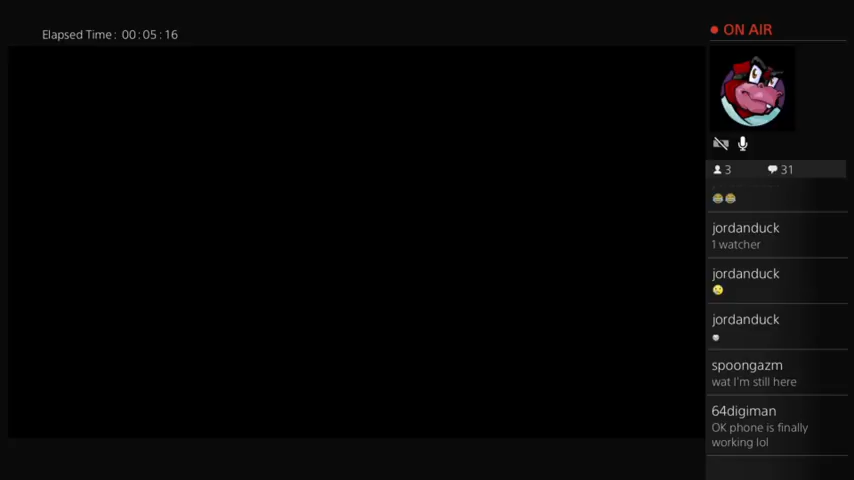 Elapsed Time: 00:05:16
ON AIR
3
31
jordanduck
1 watcher
jordanduck
jordanduck
spoongazm
wat I'm still here
64digiman
OK phone is finally
working lol